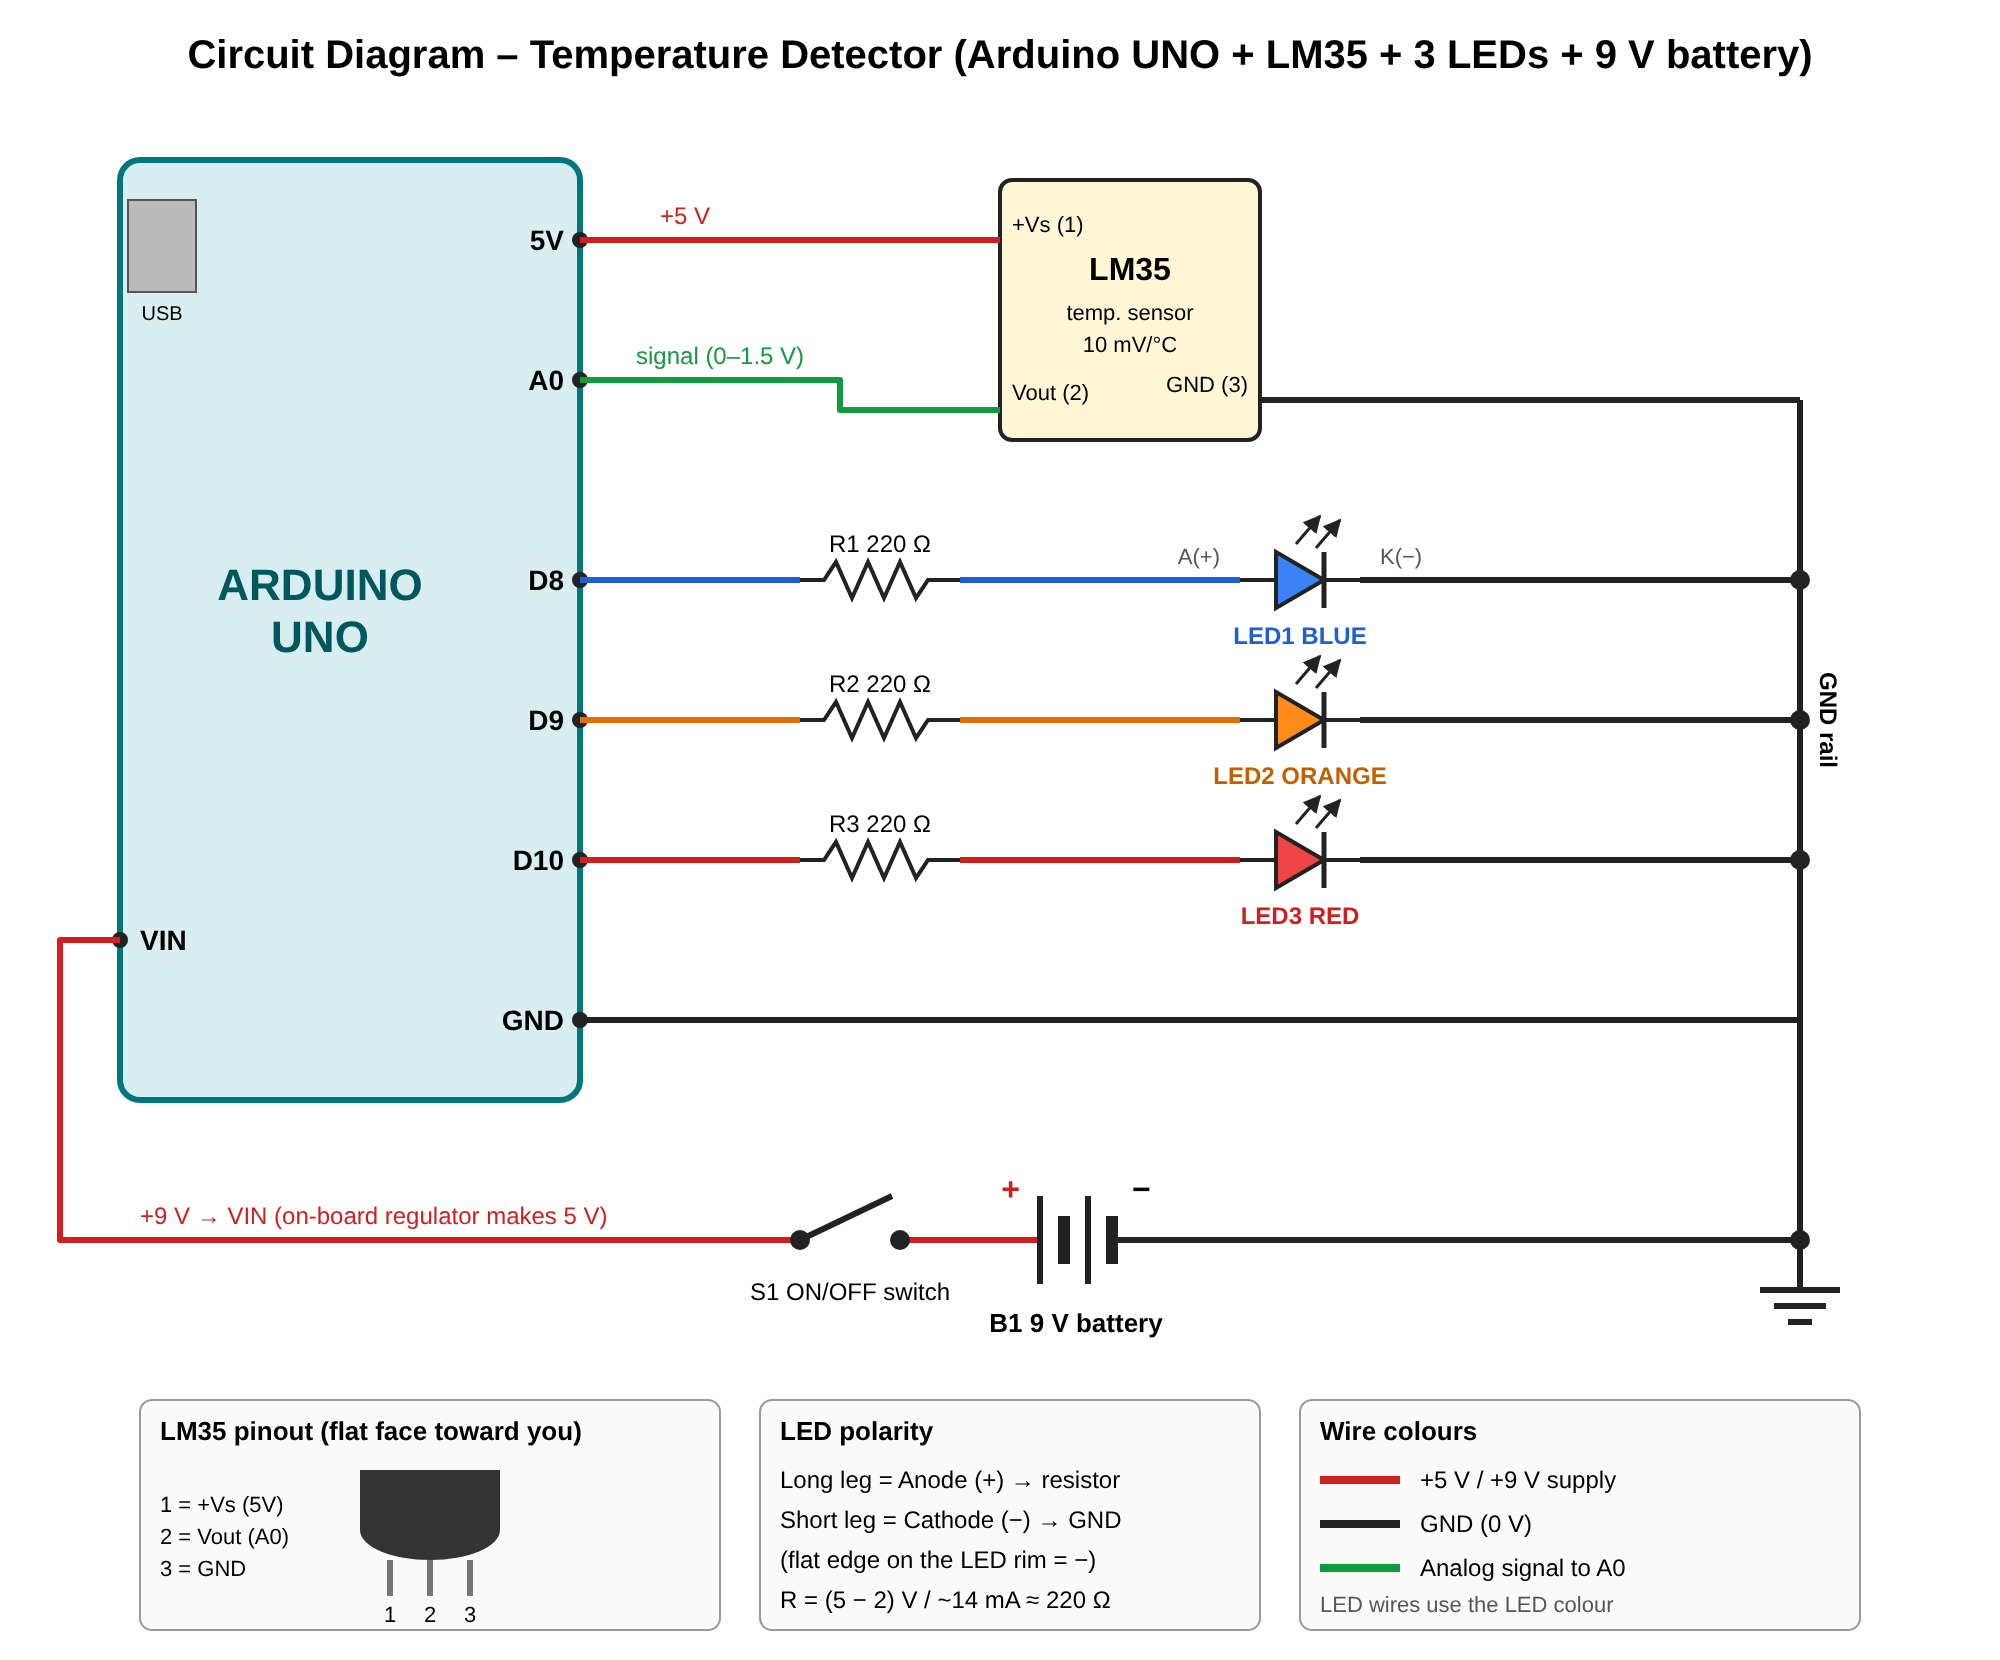 Circuit Diagram – Temperature Detector (Arduino UNO + LM35 + 3 LEDs + 9 V battery)
USB
5V
+5 V
+Vs (1)
LM35
temp. sensor
10 mV/°C
A0
signal (0–1.5 V)
Vout (2)
GND (3)
ARDUINO
UNO
D8
R1 220 Ω
A(+)
K(−)
LED1 BLUE
D9
R2 220 Ω
LED2 ORANGE
GND rail
D10
R3 220 Ω
LED3 RED
VIN
GND
+9 V → VIN (on-board regulator makes 5 V)
S1 ON/OFF switch
+
−
B1 9 V battery
LM35 pinout (flat face toward you)
1 = +Vs (5V)
2 = Vout (A0)
3 = GND
1 2 3
LED polarity
Long leg = Anode (+) → resistor
Short leg = Cathode (−) → GND
(flat edge on the LED rim = −)
R = (5 − 2) V / ~14 mA ≈ 220 Ω
Wire colours
+5 V / +9 V supply
GND (0 V)
Analog signal to A0
LED wires use the LED colour